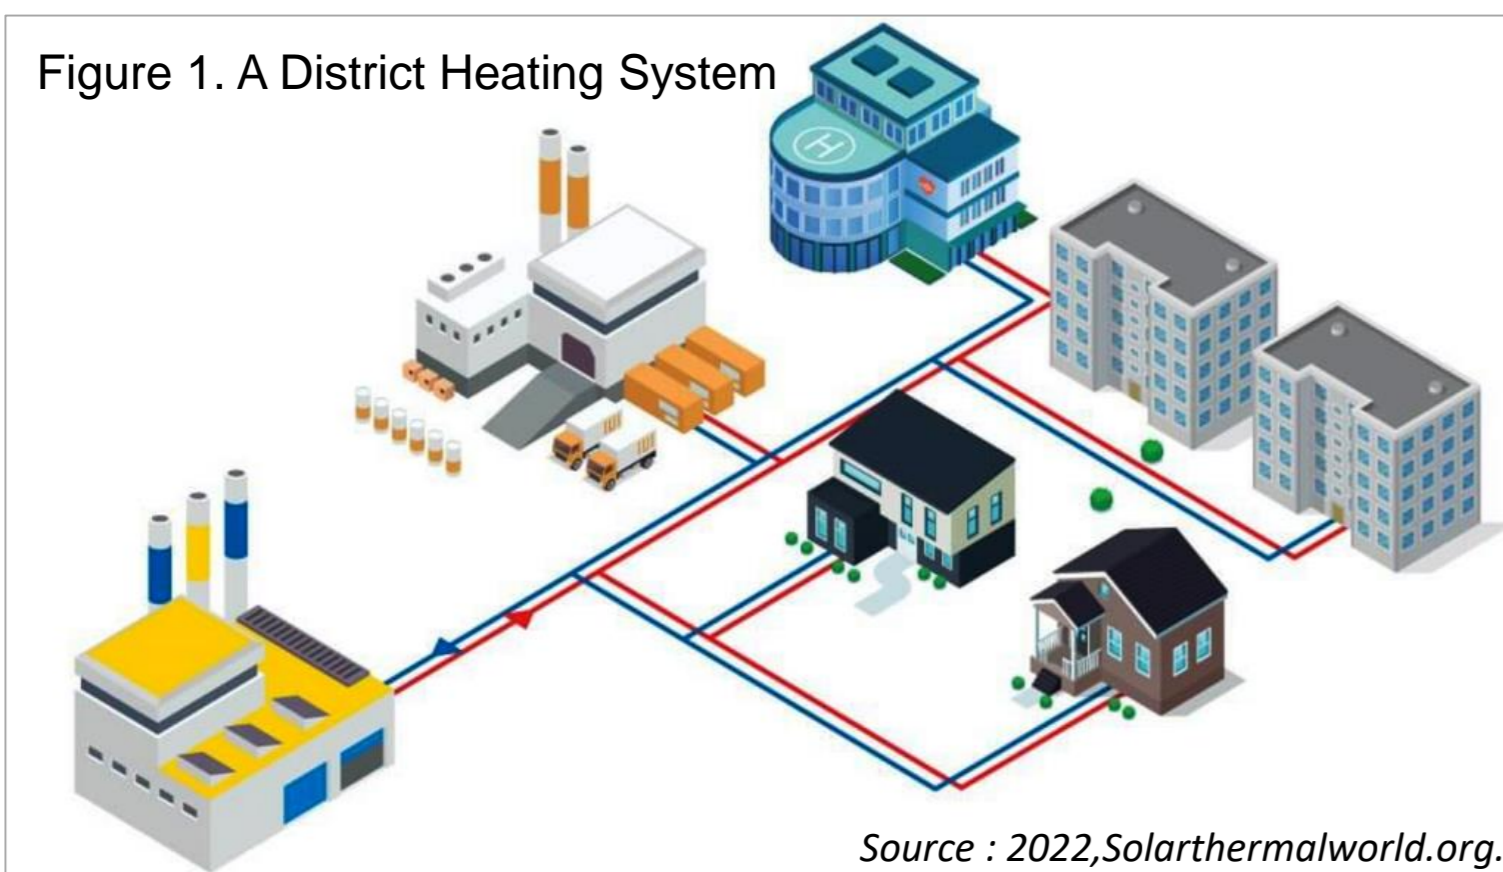 Figure 1. A District Heating System
H
Source : 2022,Solarthermalworld.org.